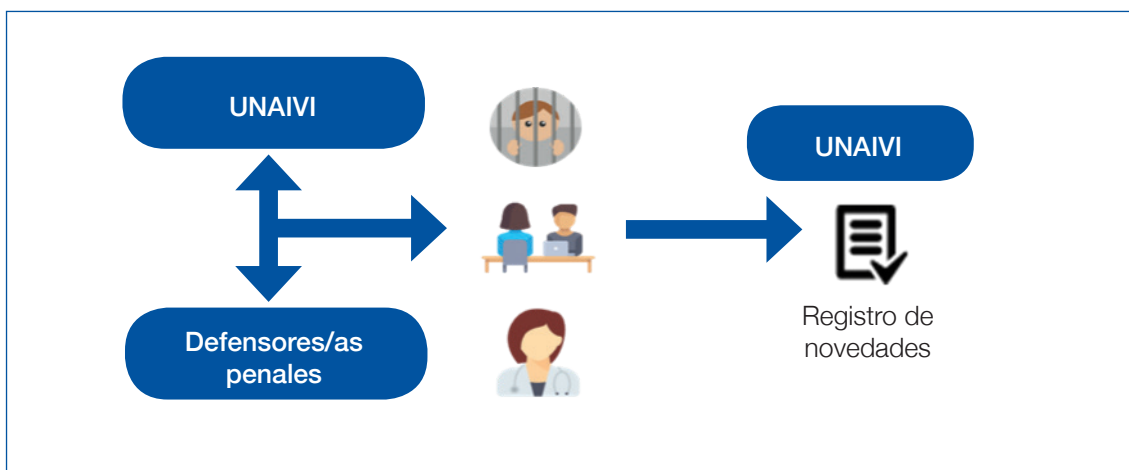 UNAIVI
UNAIVI
Defensores/as
penales
Registro de
novedades